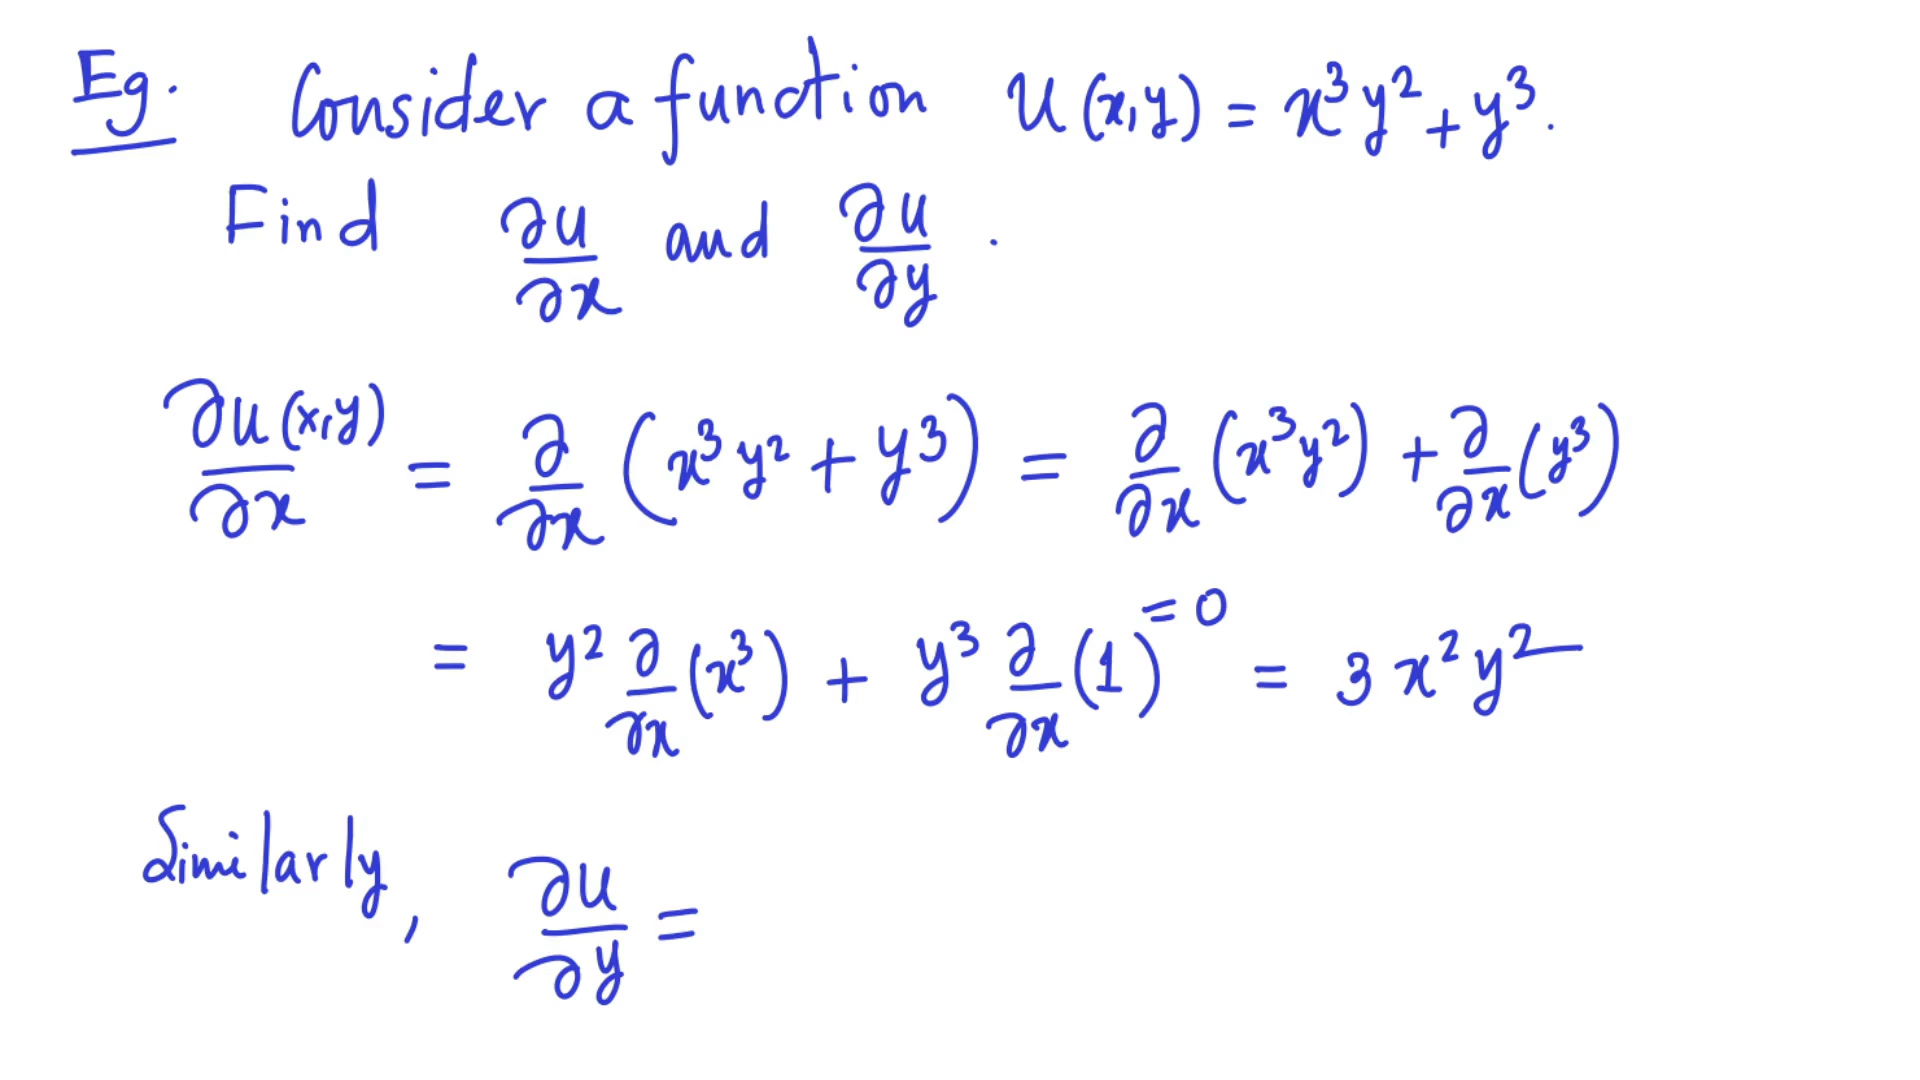 Eg. Consider a function U(x,y) = x³y² + y³.
Find ∂u/∂x and ∂u/∂y .
∂u(x,y)/∂x = ∂/∂x (x³y² + y³) = ∂/∂x (x³y²) + ∂/∂x (y³)
= y² ∂/∂x (x³) + y³ ∂/∂x (1) = 0 = 3x²y²
Similarly, ∂u/∂y =